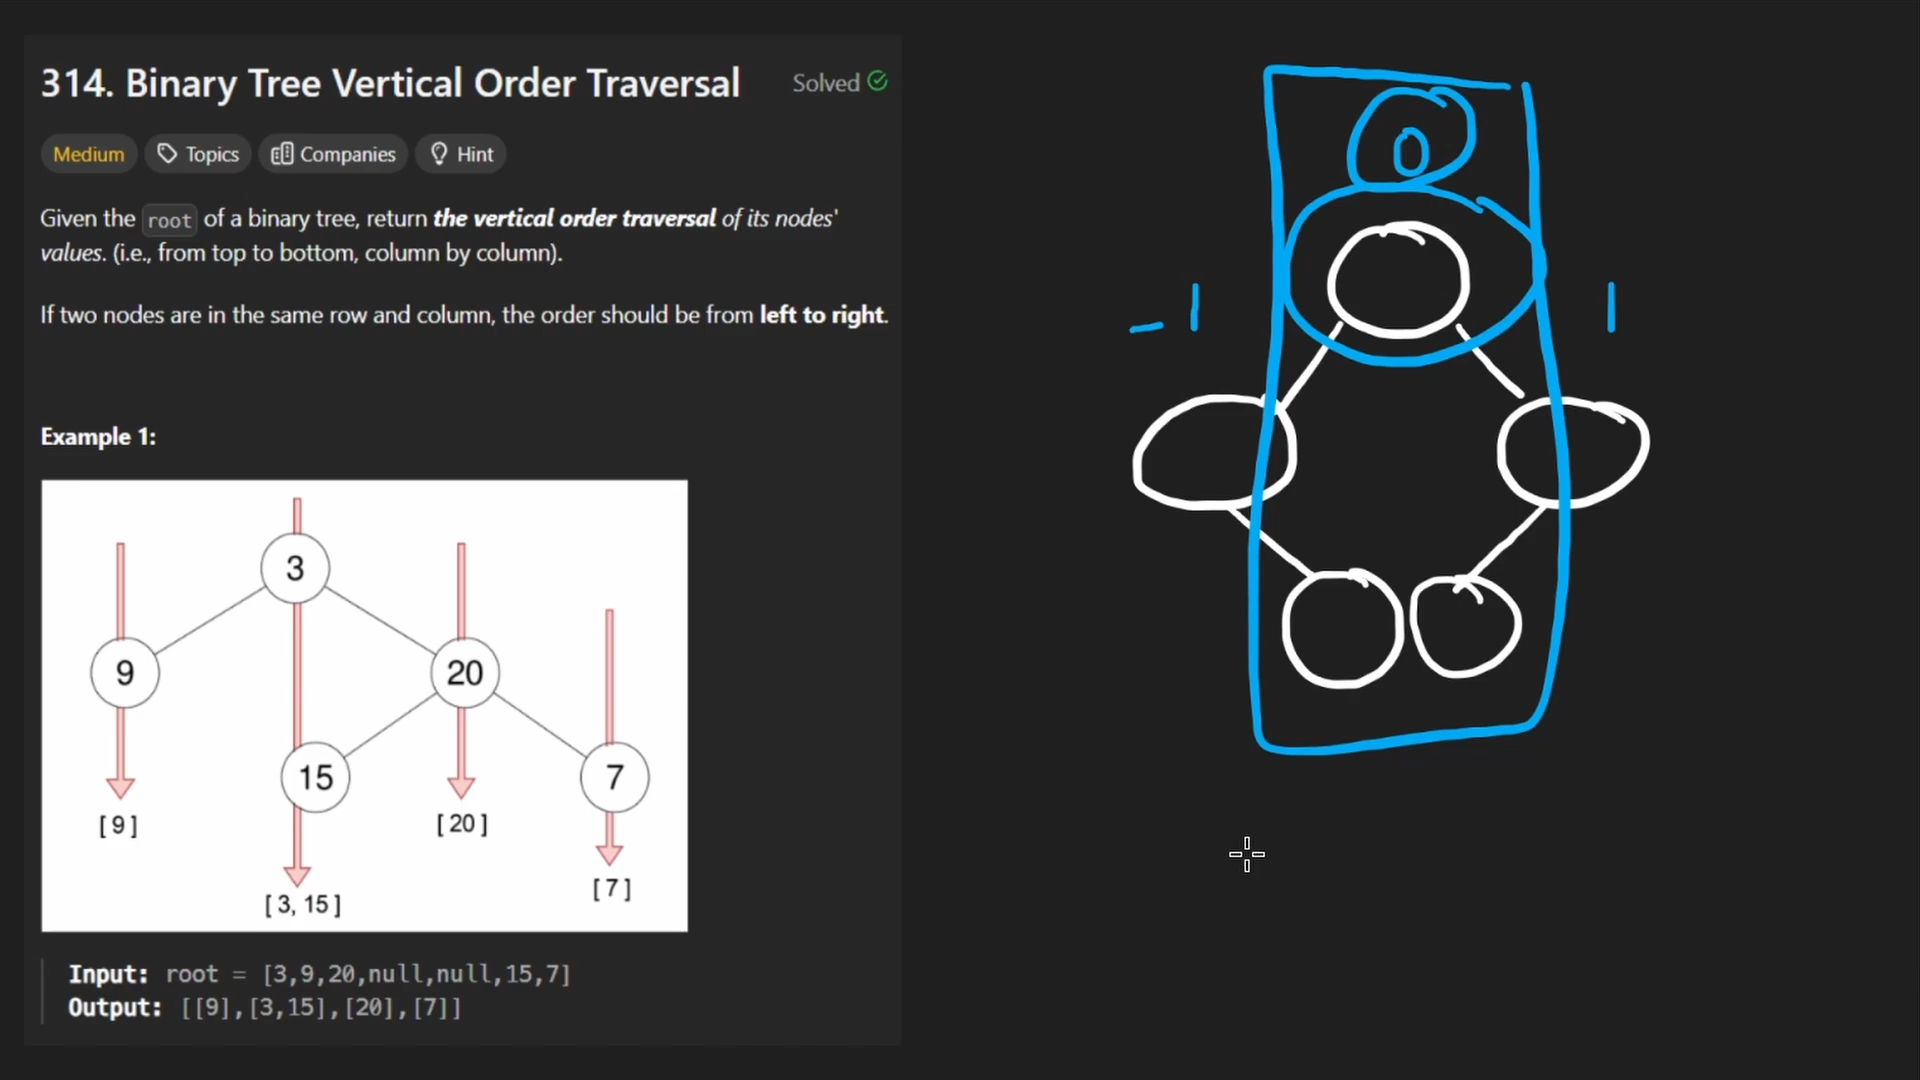 314. Binary Tree Vertical Order Traversal
Solved
Medium
Topics
Companies
Hint
Given the root of a binary tree, return the vertical order traversal of its nodes'
values. (i.e., from top to bottom, column by column).
If two nodes are in the same row and column, the order should be from left to right.
Example 1:
3
9
20
15
7
[ 9 ]
[ 20 ]
[ 3, 15 ]
[ 7 ]
Input: root = [3,9,20,null,null,15,7]
Output: [[9],[3,15],[20],[7]]
0
-1
1